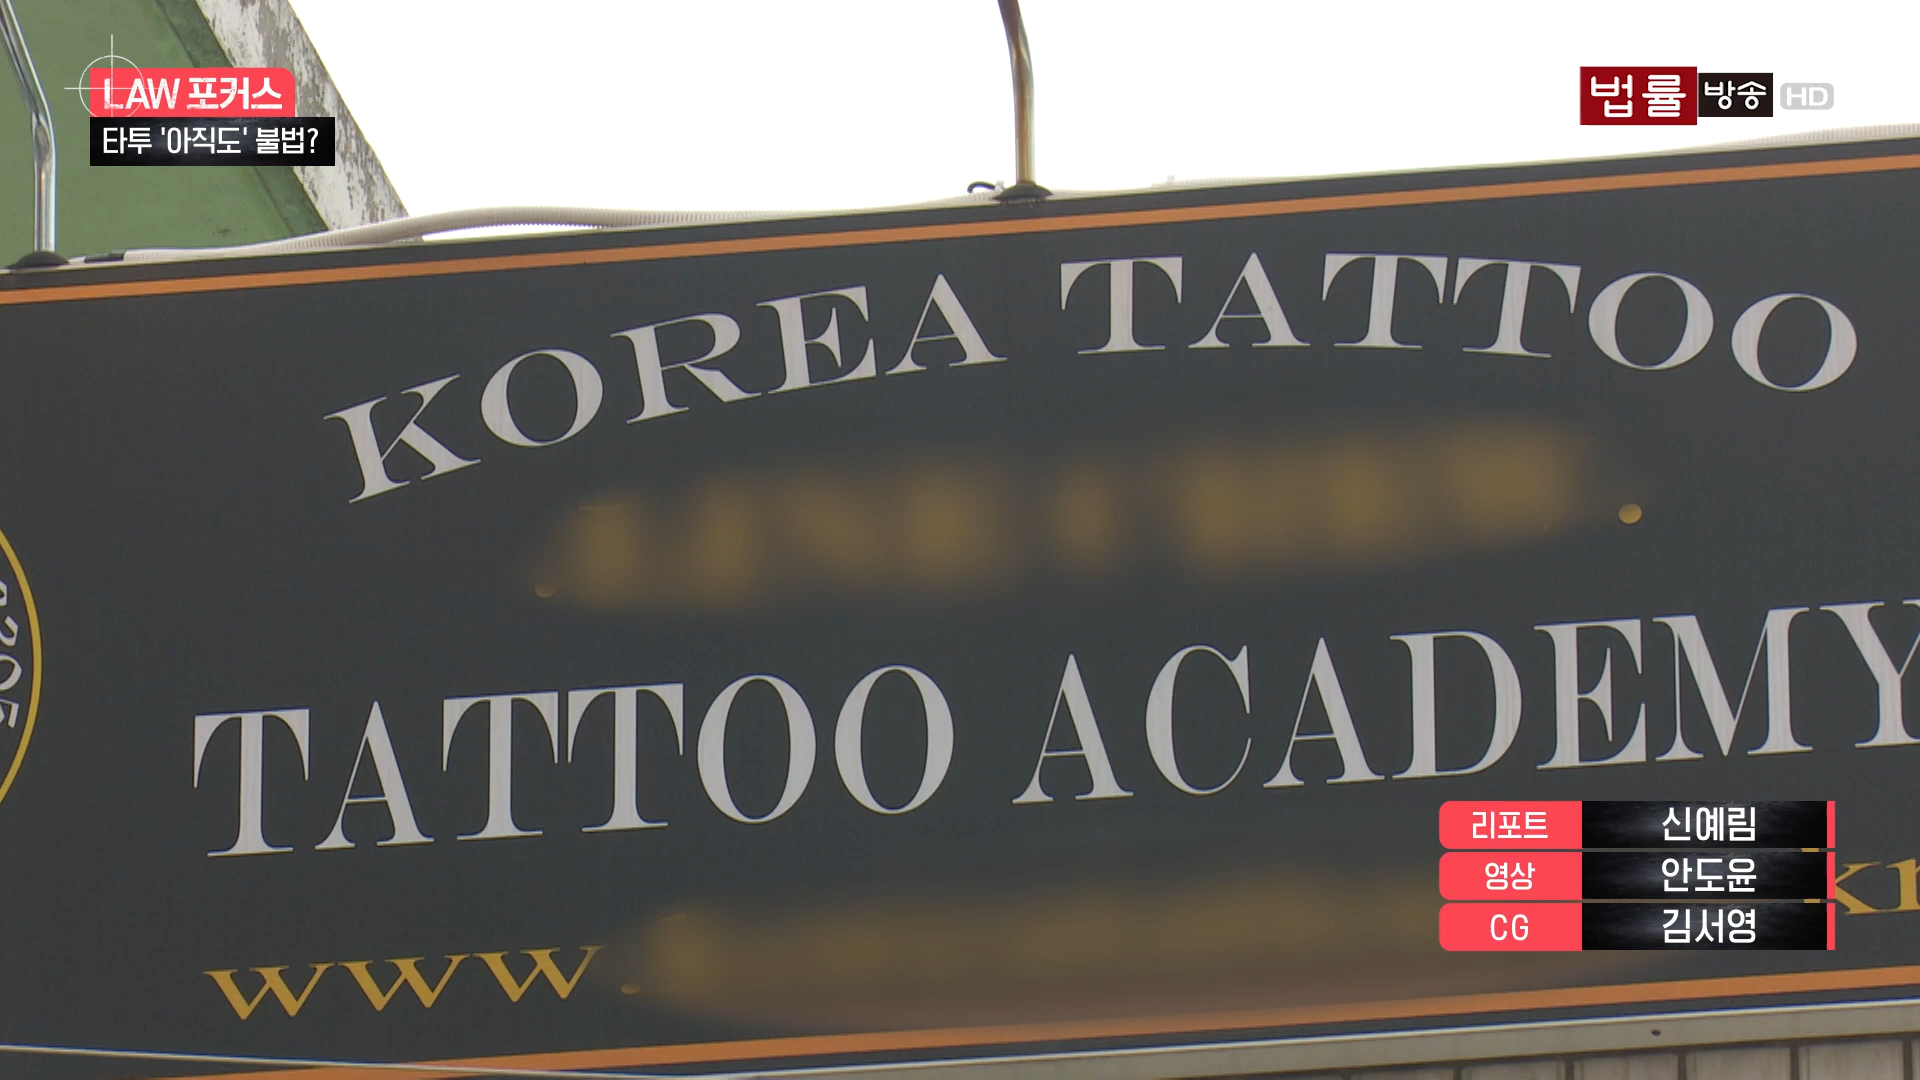 LAW 포커스
타투 '아직도' 불법?
법률방송 HD
KOREA TATTOO
TATTOO ACADEMY
www.
kr
리포트 신예림
영상 안도윤
CG 김서영